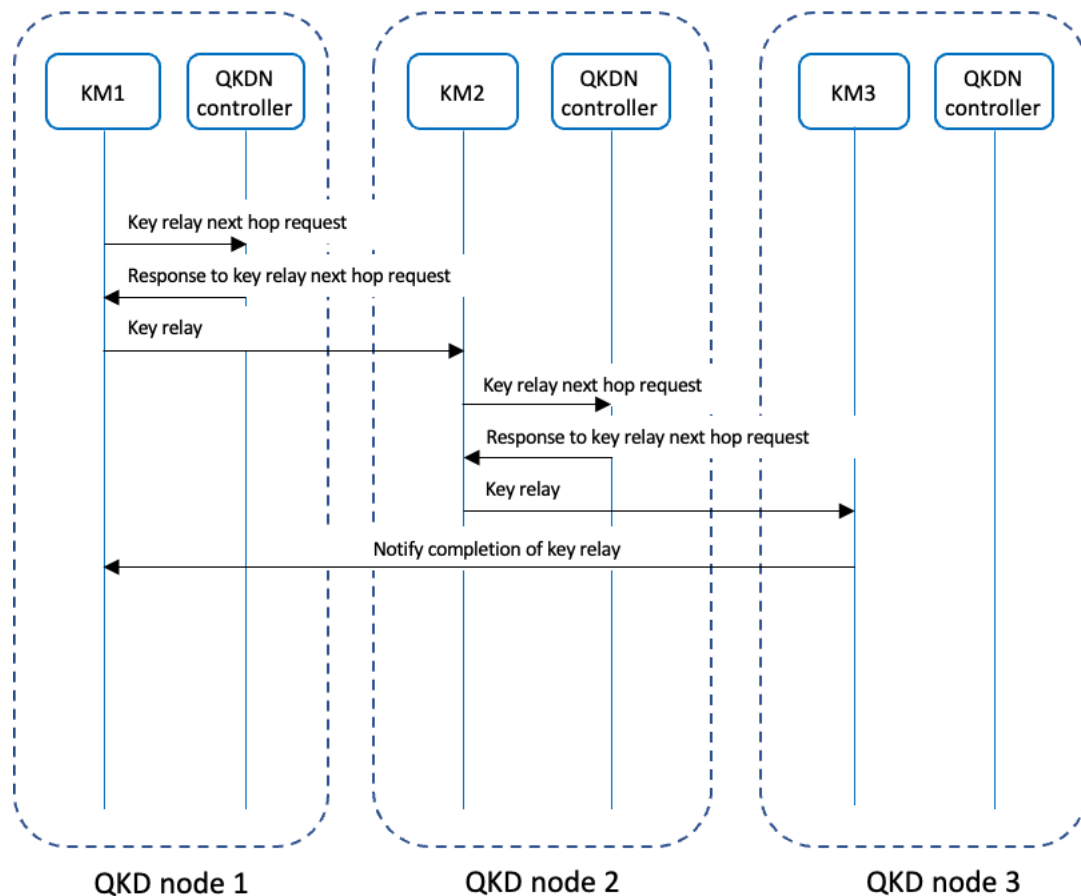 KM1
QKDN
controller
KM2
QKDN
controller
KM3
QKDN
controller
Key relay next hop request
Response to key relay next hop request
Key relay
Key relay next hop request
Response to key relay next hop request
Key relay
Notify completion of key relay
QKD node 1
QKD node 2
QKD node 3